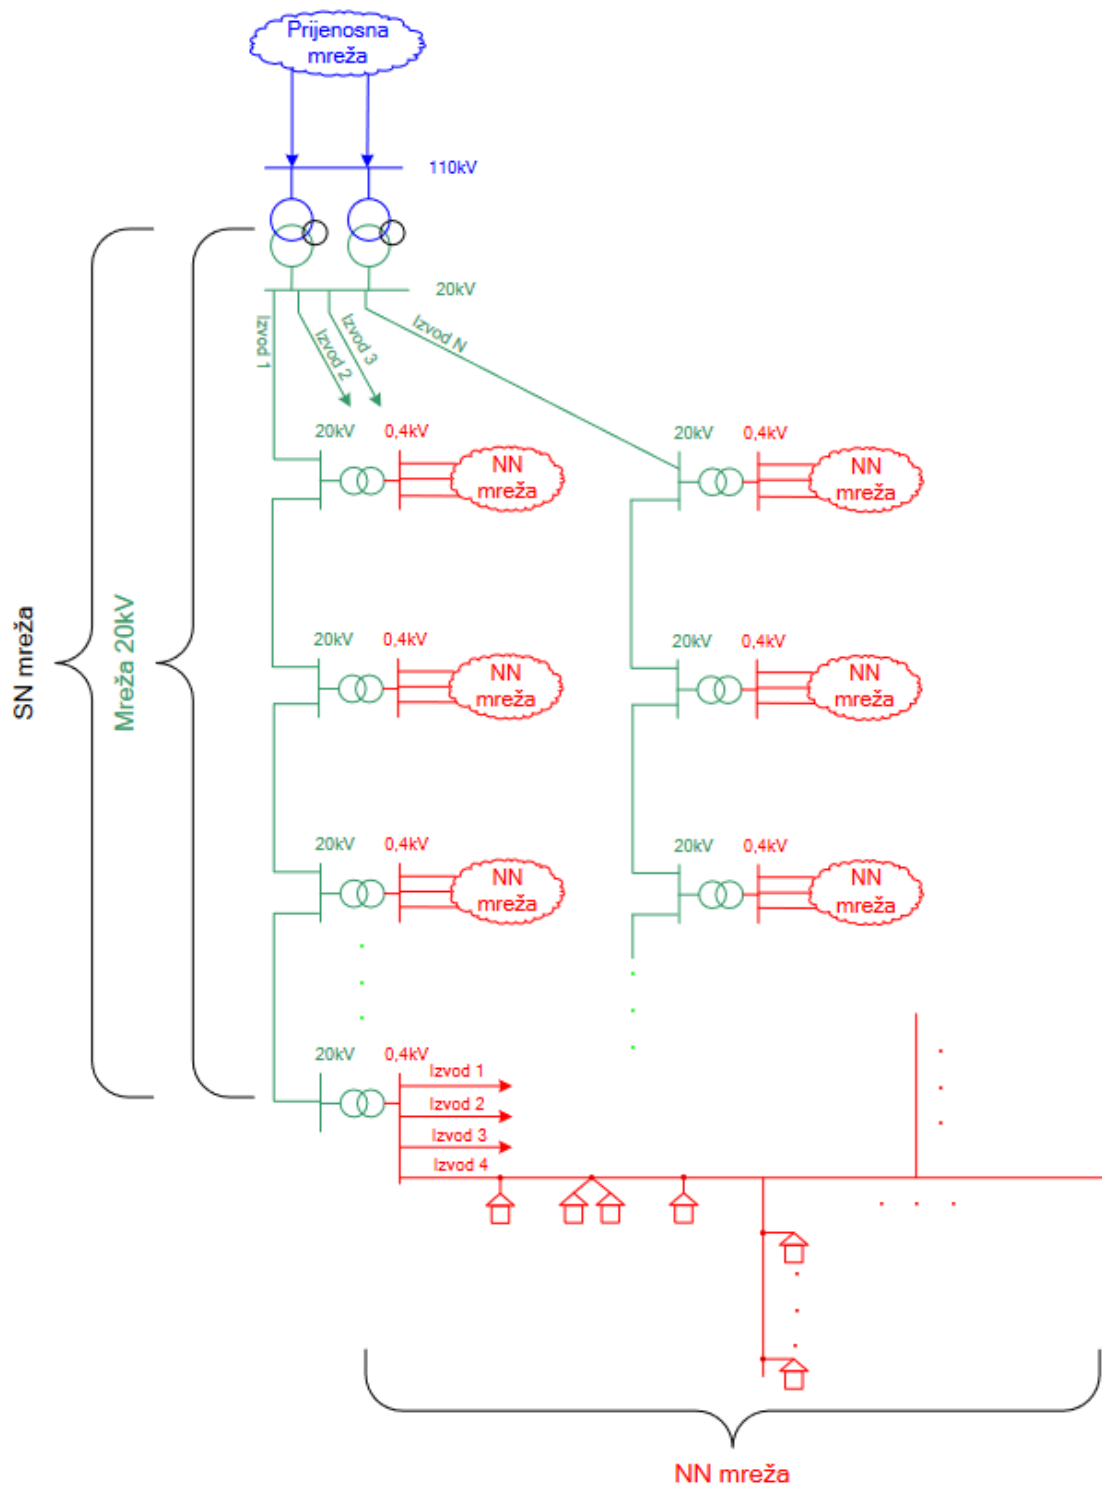 Prijenosna
mreža
110kV
20kV
Izvod 1
Izvod 2
Izvod 3
Izvod N
20kV
0,4kV
NN
mreža
20kV
0,4kV
NN
mreža
SN mreža
Mreža 20kV
20kV
0,4kV
NN
mreža
20kV
0,4kV
NN
mreža
20kV
0,4kV
NN
mreža
20kV
0,4kV
NN
mreža
20kV
0,4kV
Izvod 1
Izvod 2
Izvod 3
Izvod 4
NN mreža